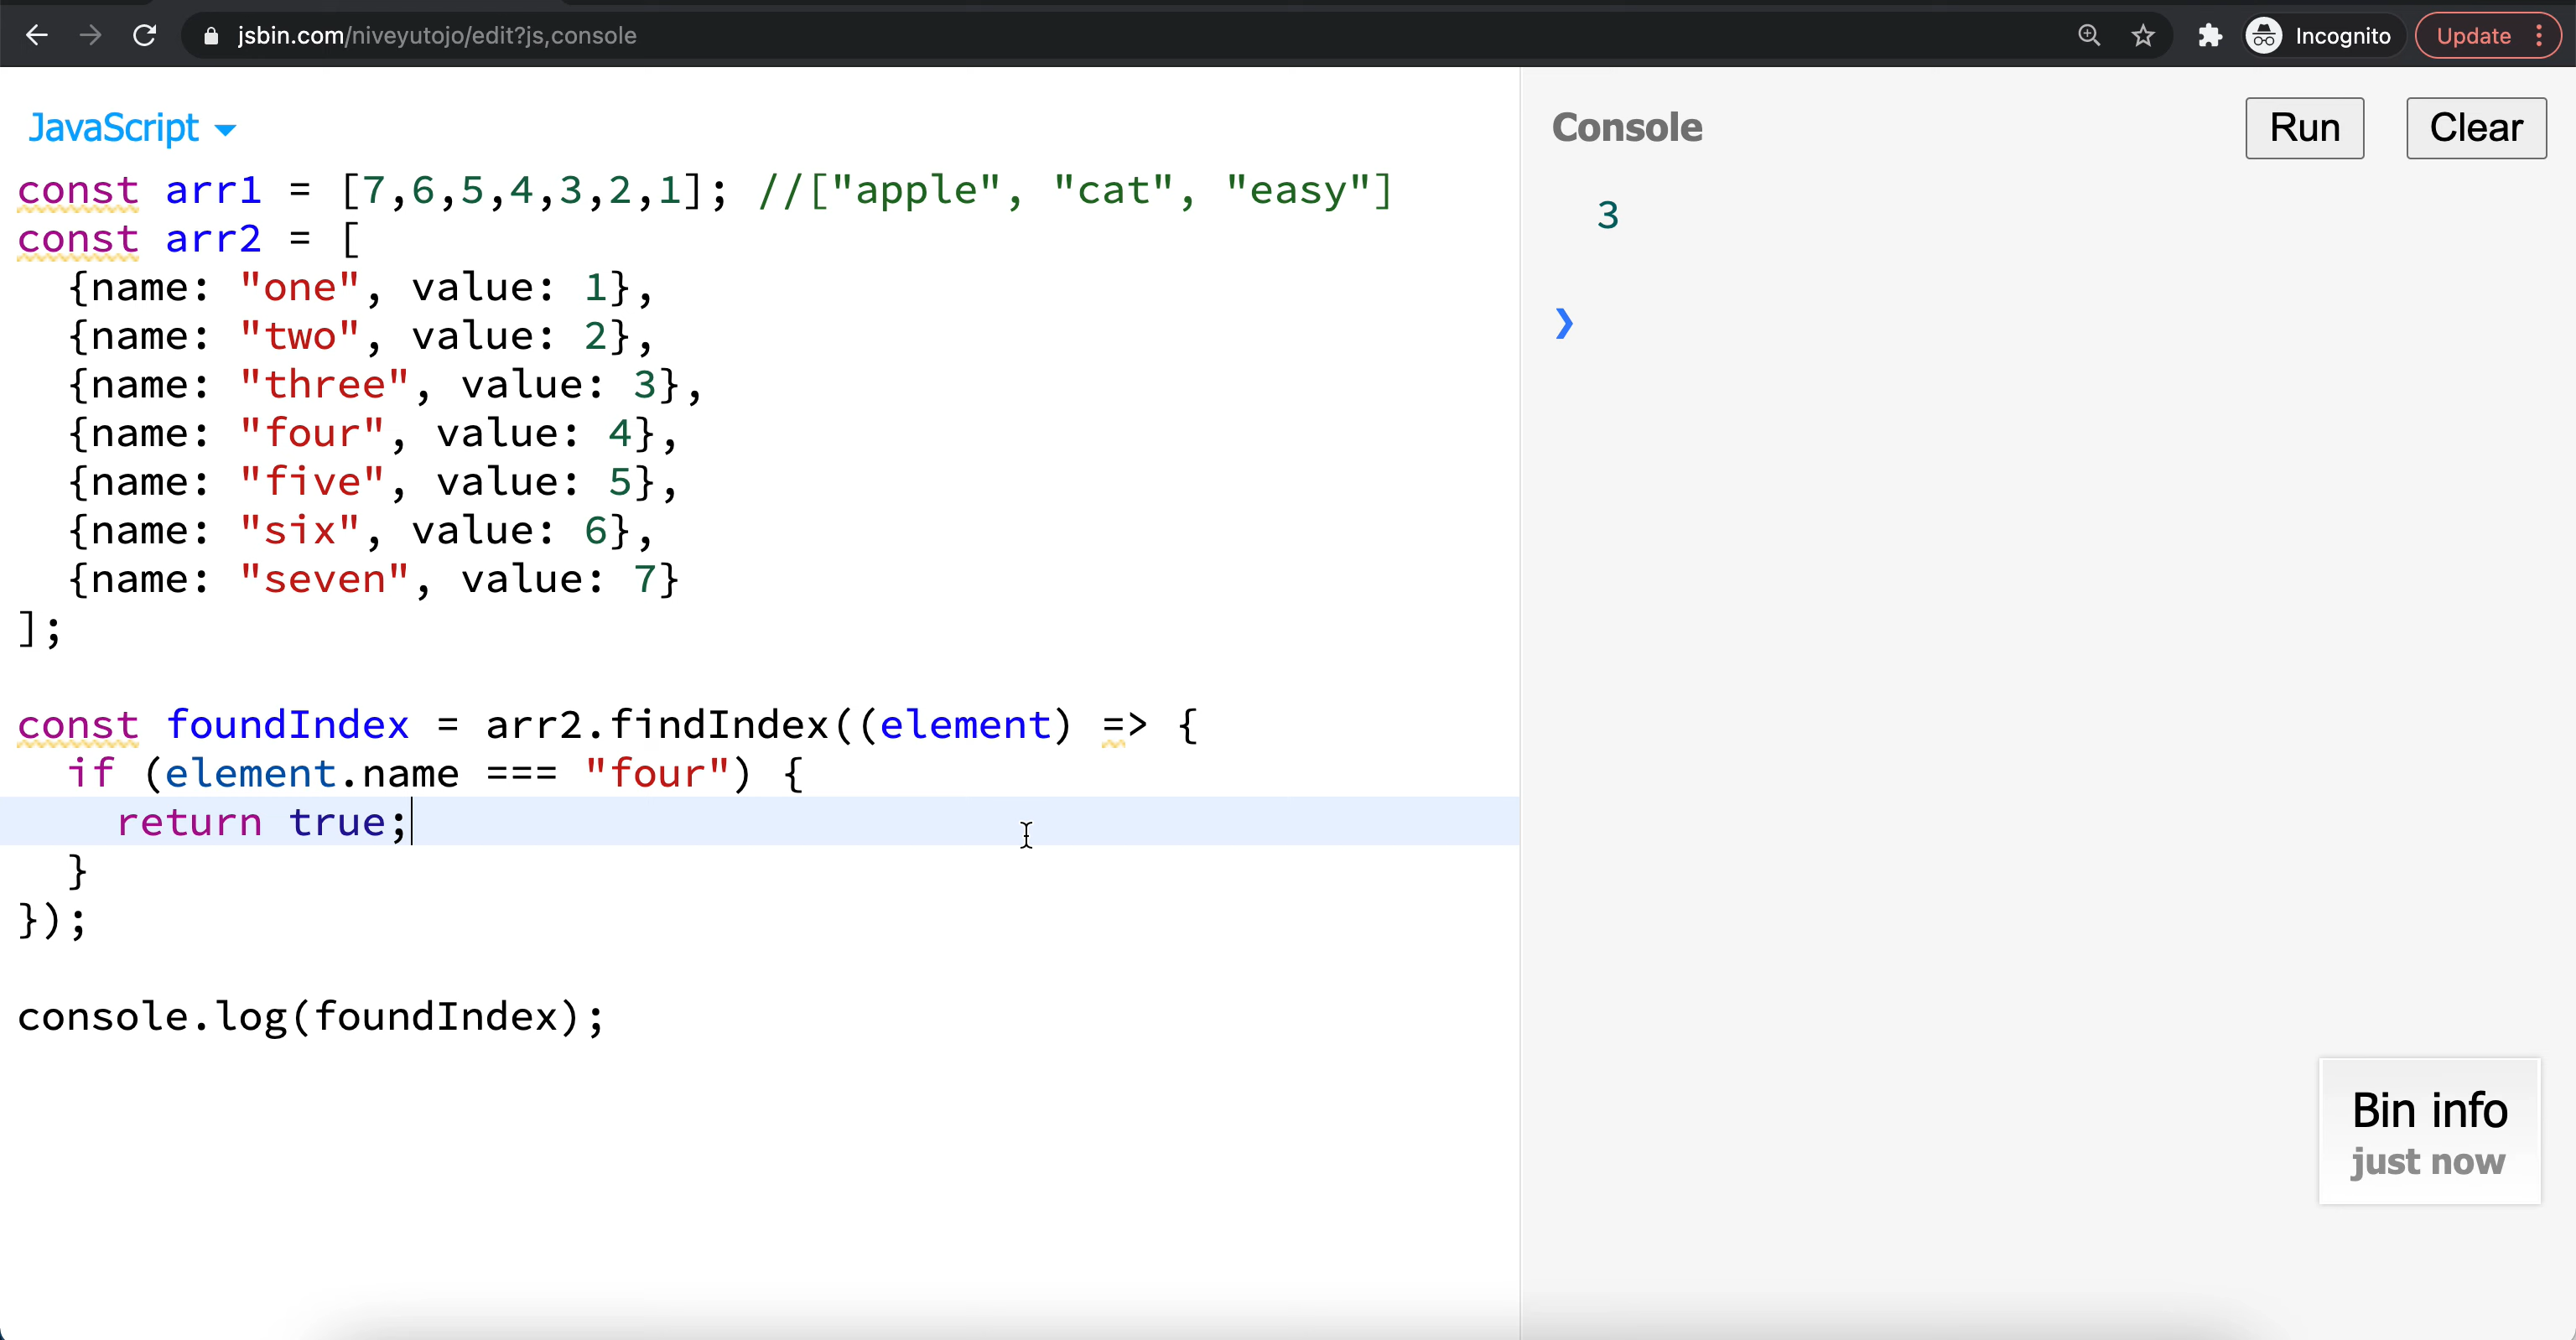 jsbin.com/niveyutojo/edit?js,console
Incognito
Update
JavaScript
Console
Run
Clear
const arr1 = [7,6,5,4,3,2,1]; //["apple", "cat", "easy"]
const arr2 = [
{name: "one", value: 1},
{name: "two", value: 2},
{name: "three", value: 3},
{name: "four", value: 4},
{name: "five", value: 5},
{name: "six", value: 6},
{name: "seven", value: 7}
];
const foundIndex = arr2.findIndex((element) => {
if (element.name === "four") {
return true;
}
});
console.log(foundIndex);
3
❯
Bin info
just now